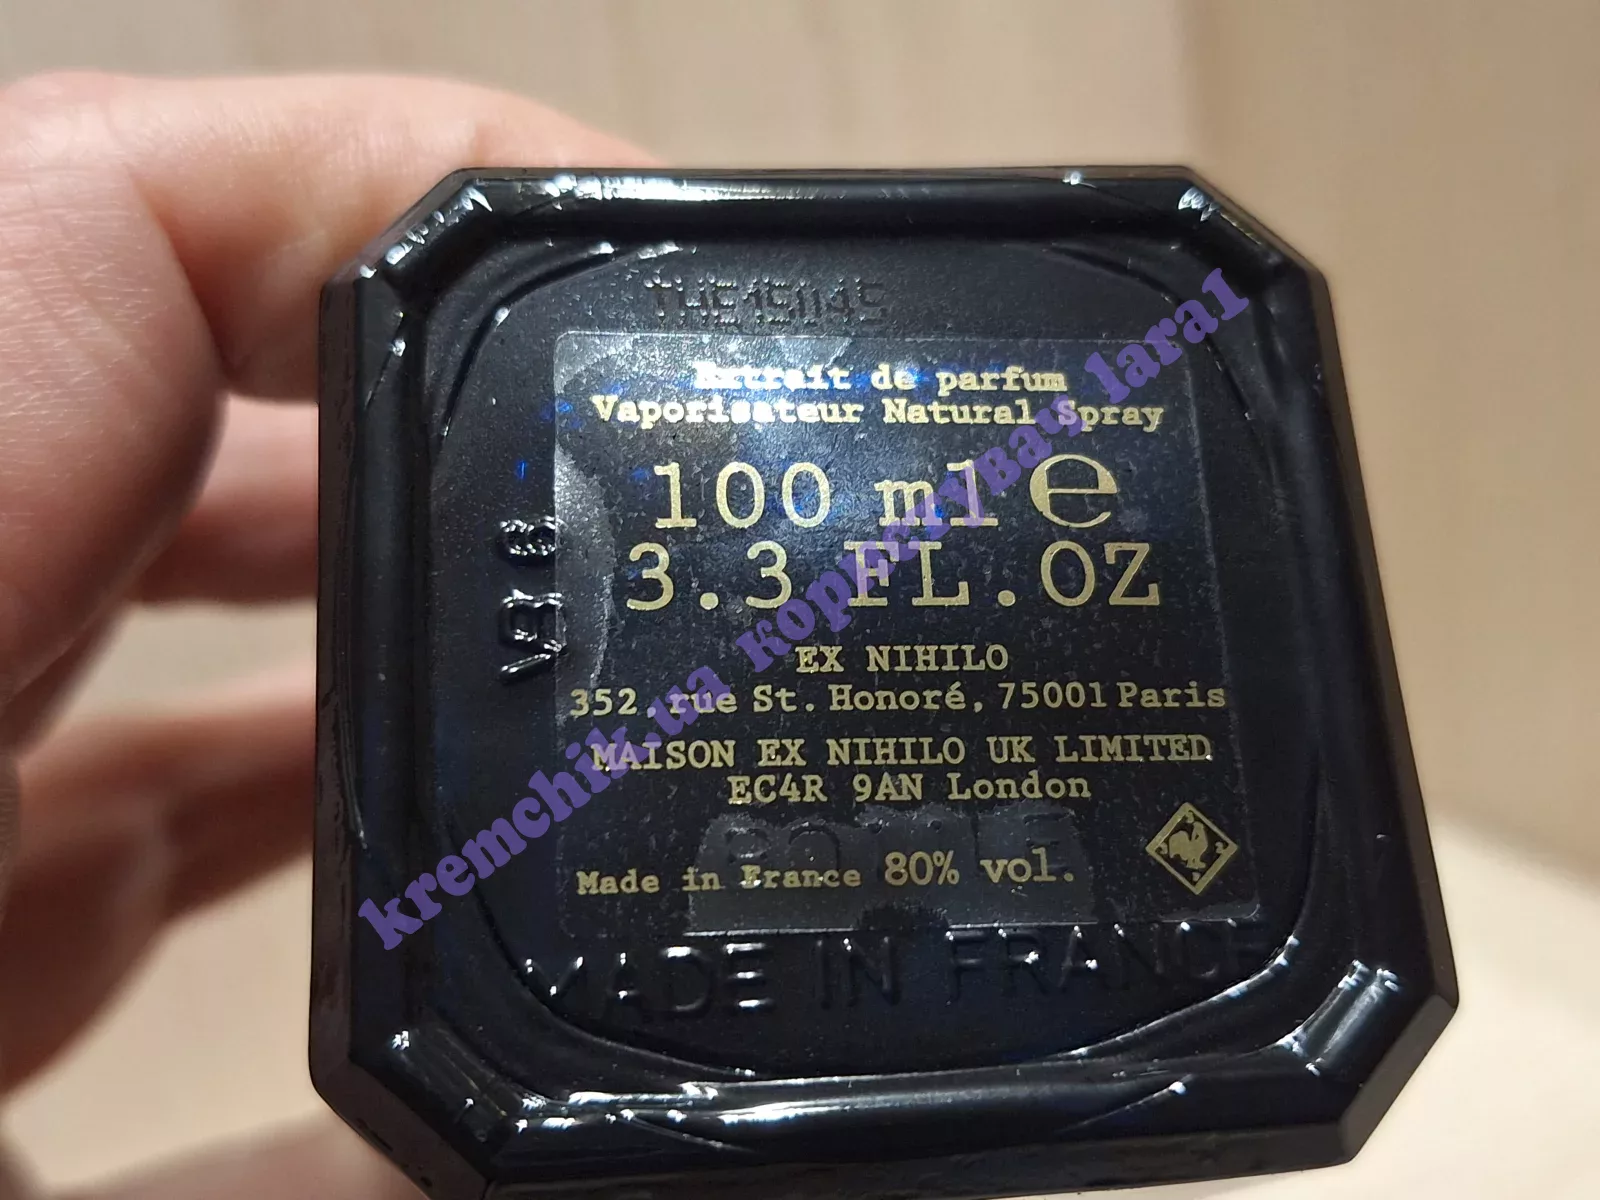 THE15045
Extrait de parfum
Vaporisateur Natural Spray
100 ml e
3.3 FL.OZ
EX NIHILO
352, rue St. Honoré, 75001 Paris
MAISON EX NIHILO UK LIMITED
EC4R 9AN London
Made in France 80% vol.
MADE IN FRANCE
kremchik.ua кориcтyВач lara1